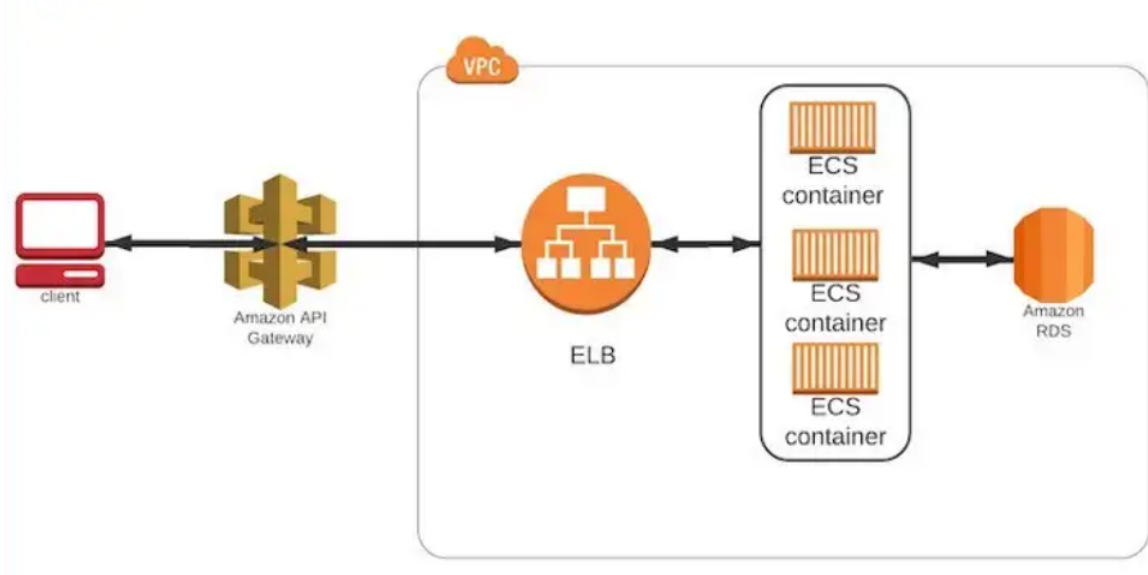 VPC
client
Amazon API
Gateway
ELB
ECS
container
ECS
container
ECS
container
Amazon
RDS